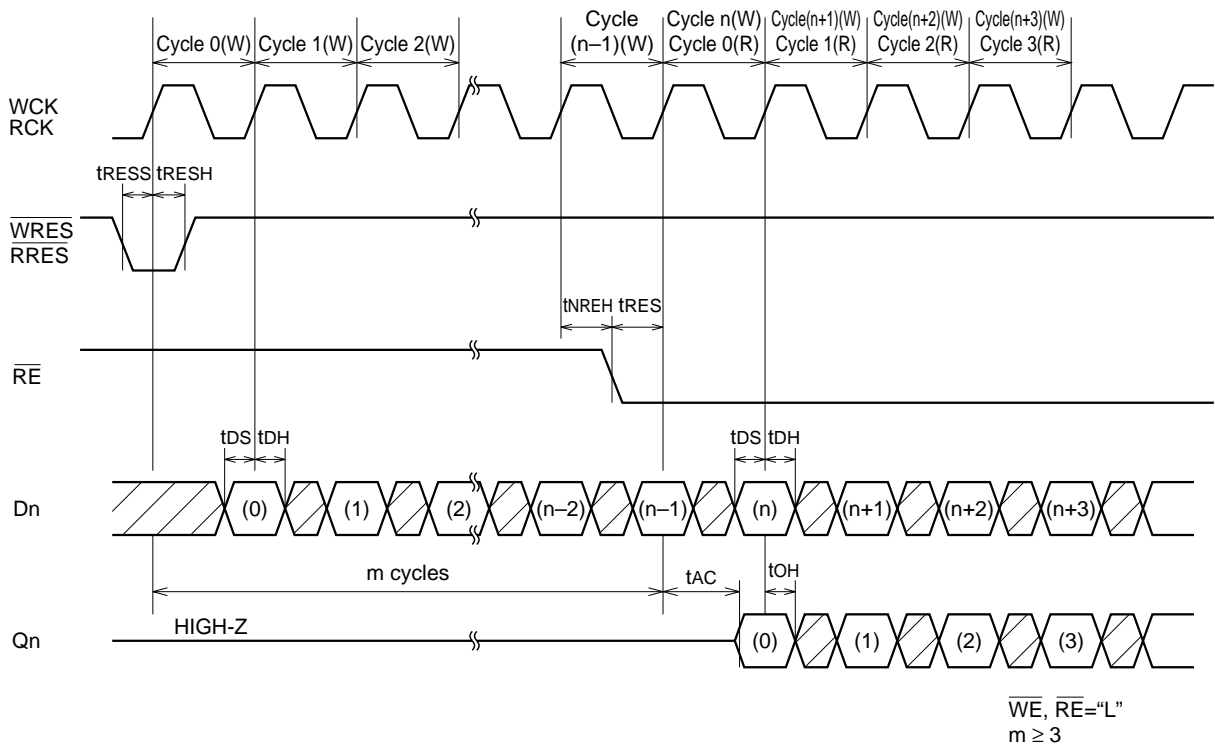 Cycle 0(W) Cycle 1(W) Cycle 2(W) Cycle (n–1)(W) Cycle n(W) Cycle 0(R) Cycle(n+1)(W) Cycle 1(R) Cycle(n+2)(W) Cycle 2(R) Cycle(n+3)(W) Cycle 3(R)
WCK
RCK
tRESS tRESH
WRES
RRES
tNREH tRES
RE
tDS tDH tDS tDH
Dn (0) (1) (2) (n–2) (n–1) (n) (n+1) (n+2) (n+3)
m cycles tAC tOH
HIGH-Z
Qn (0) (1) (2) (3)
WE, RE=“L”
m ≥ 3